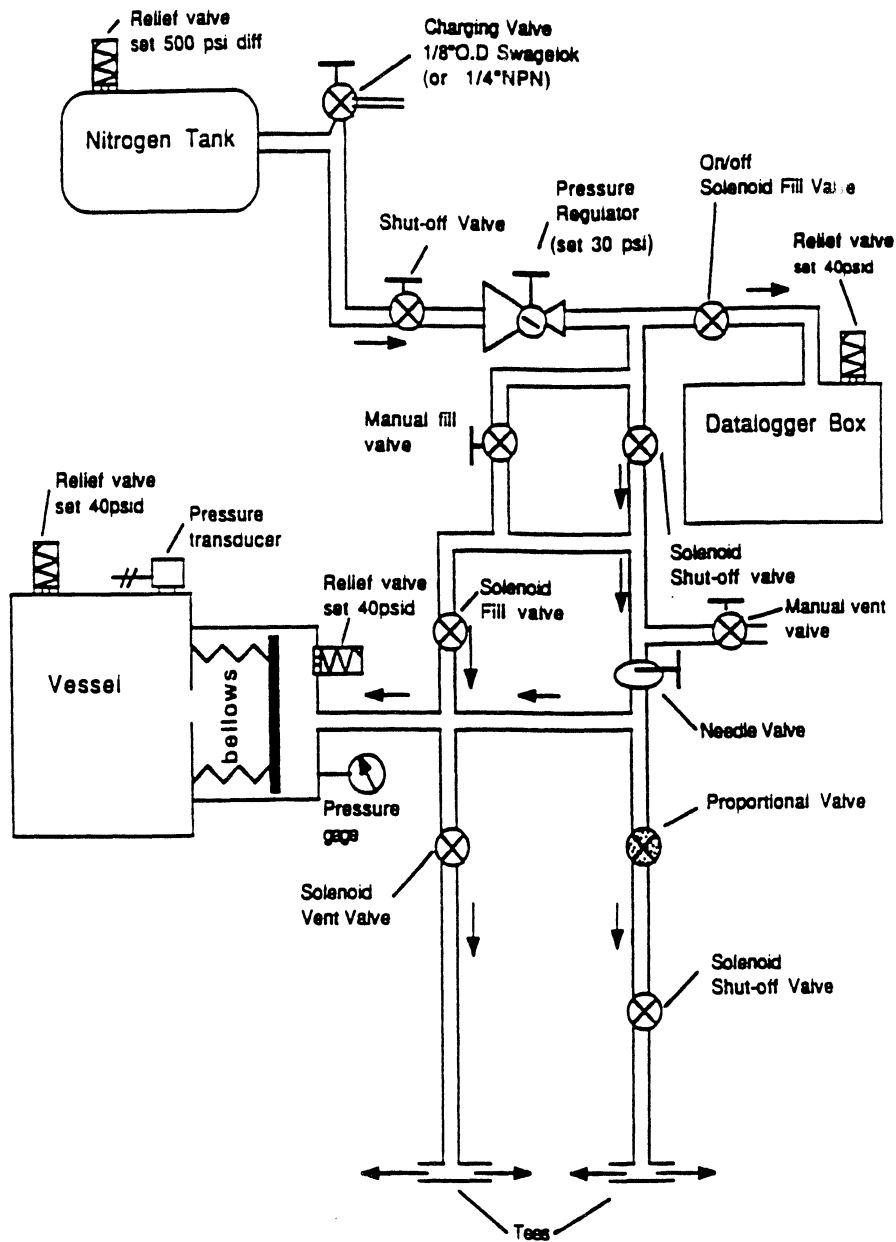 Relief valve
set 500 psi diff
Charging Valve
1/8"O.D Swagelok
(or 1/4"NPN)
Nitrogen Tank
On/off
Solenoid Fill Valve
Pressure
Regulator
(set 30 psi)
Shut-off Valve
Relief valve
set 40psid
Manual fill
valve
Datalogger Box
Relief valve
set 40psid
Pressure
transducer
Solenoid
Shut-off valve
Relief valve
set 40psid
Solenoid
Fill valve
Manual vent
valve
Vessel
bellows
Needle Valve
Pressure
gage
Proportional Valve
Solenoid
Vent Valve
Solenoid
Shut-off Valve
Tees